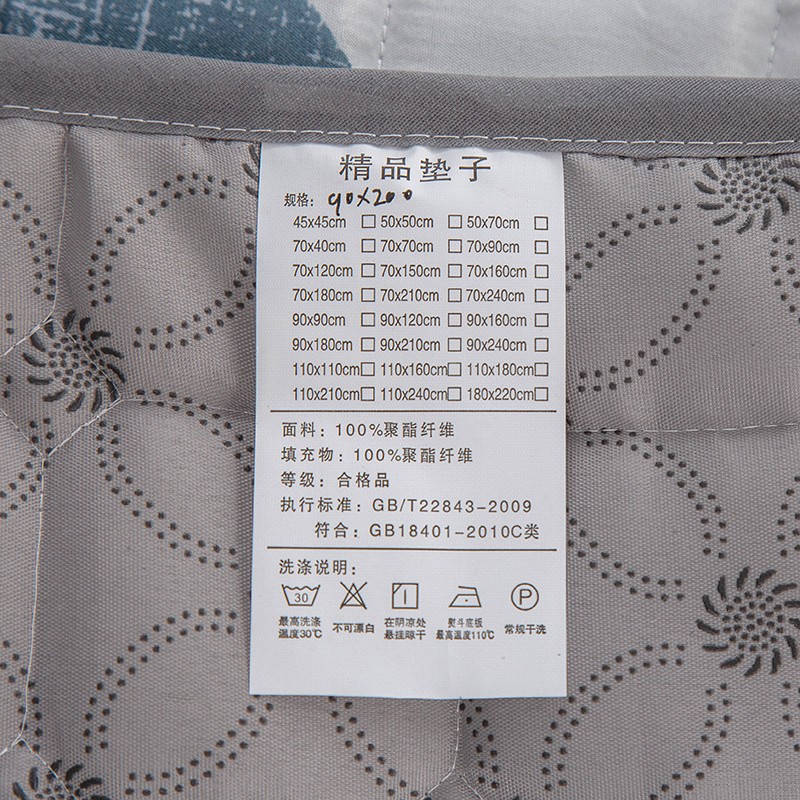 精品垫子
规格: 90x200
45x45cm □ 50x50cm □ 50x70cm □
70x40cm □ 70x70cm □ 70x90cm □
70x120cm □ 70x150cm □ 70x160cm □
70x180cm □ 70x210cm □ 70x240cm □
90x90cm □ 90x120cm □ 90x160cm □
90x180cm □ 90x210cm □ 90x240cm □
110x110cm □ 110x160cm □ 110x180cm □
110x210cm □ 110x240cm □ 180x220cm □
面料: 100%聚酯纤维
填充物: 100%聚酯纤维
等级: 合格品
执行标准: GB/T22843-2009
符合: GB18401-2010C类
洗涤说明:
30 P
最高洗涤 不可漂白 在阴凉处 熨斗底板 常规干洗
温度30℃ 悬挂晾干 最高温度110℃